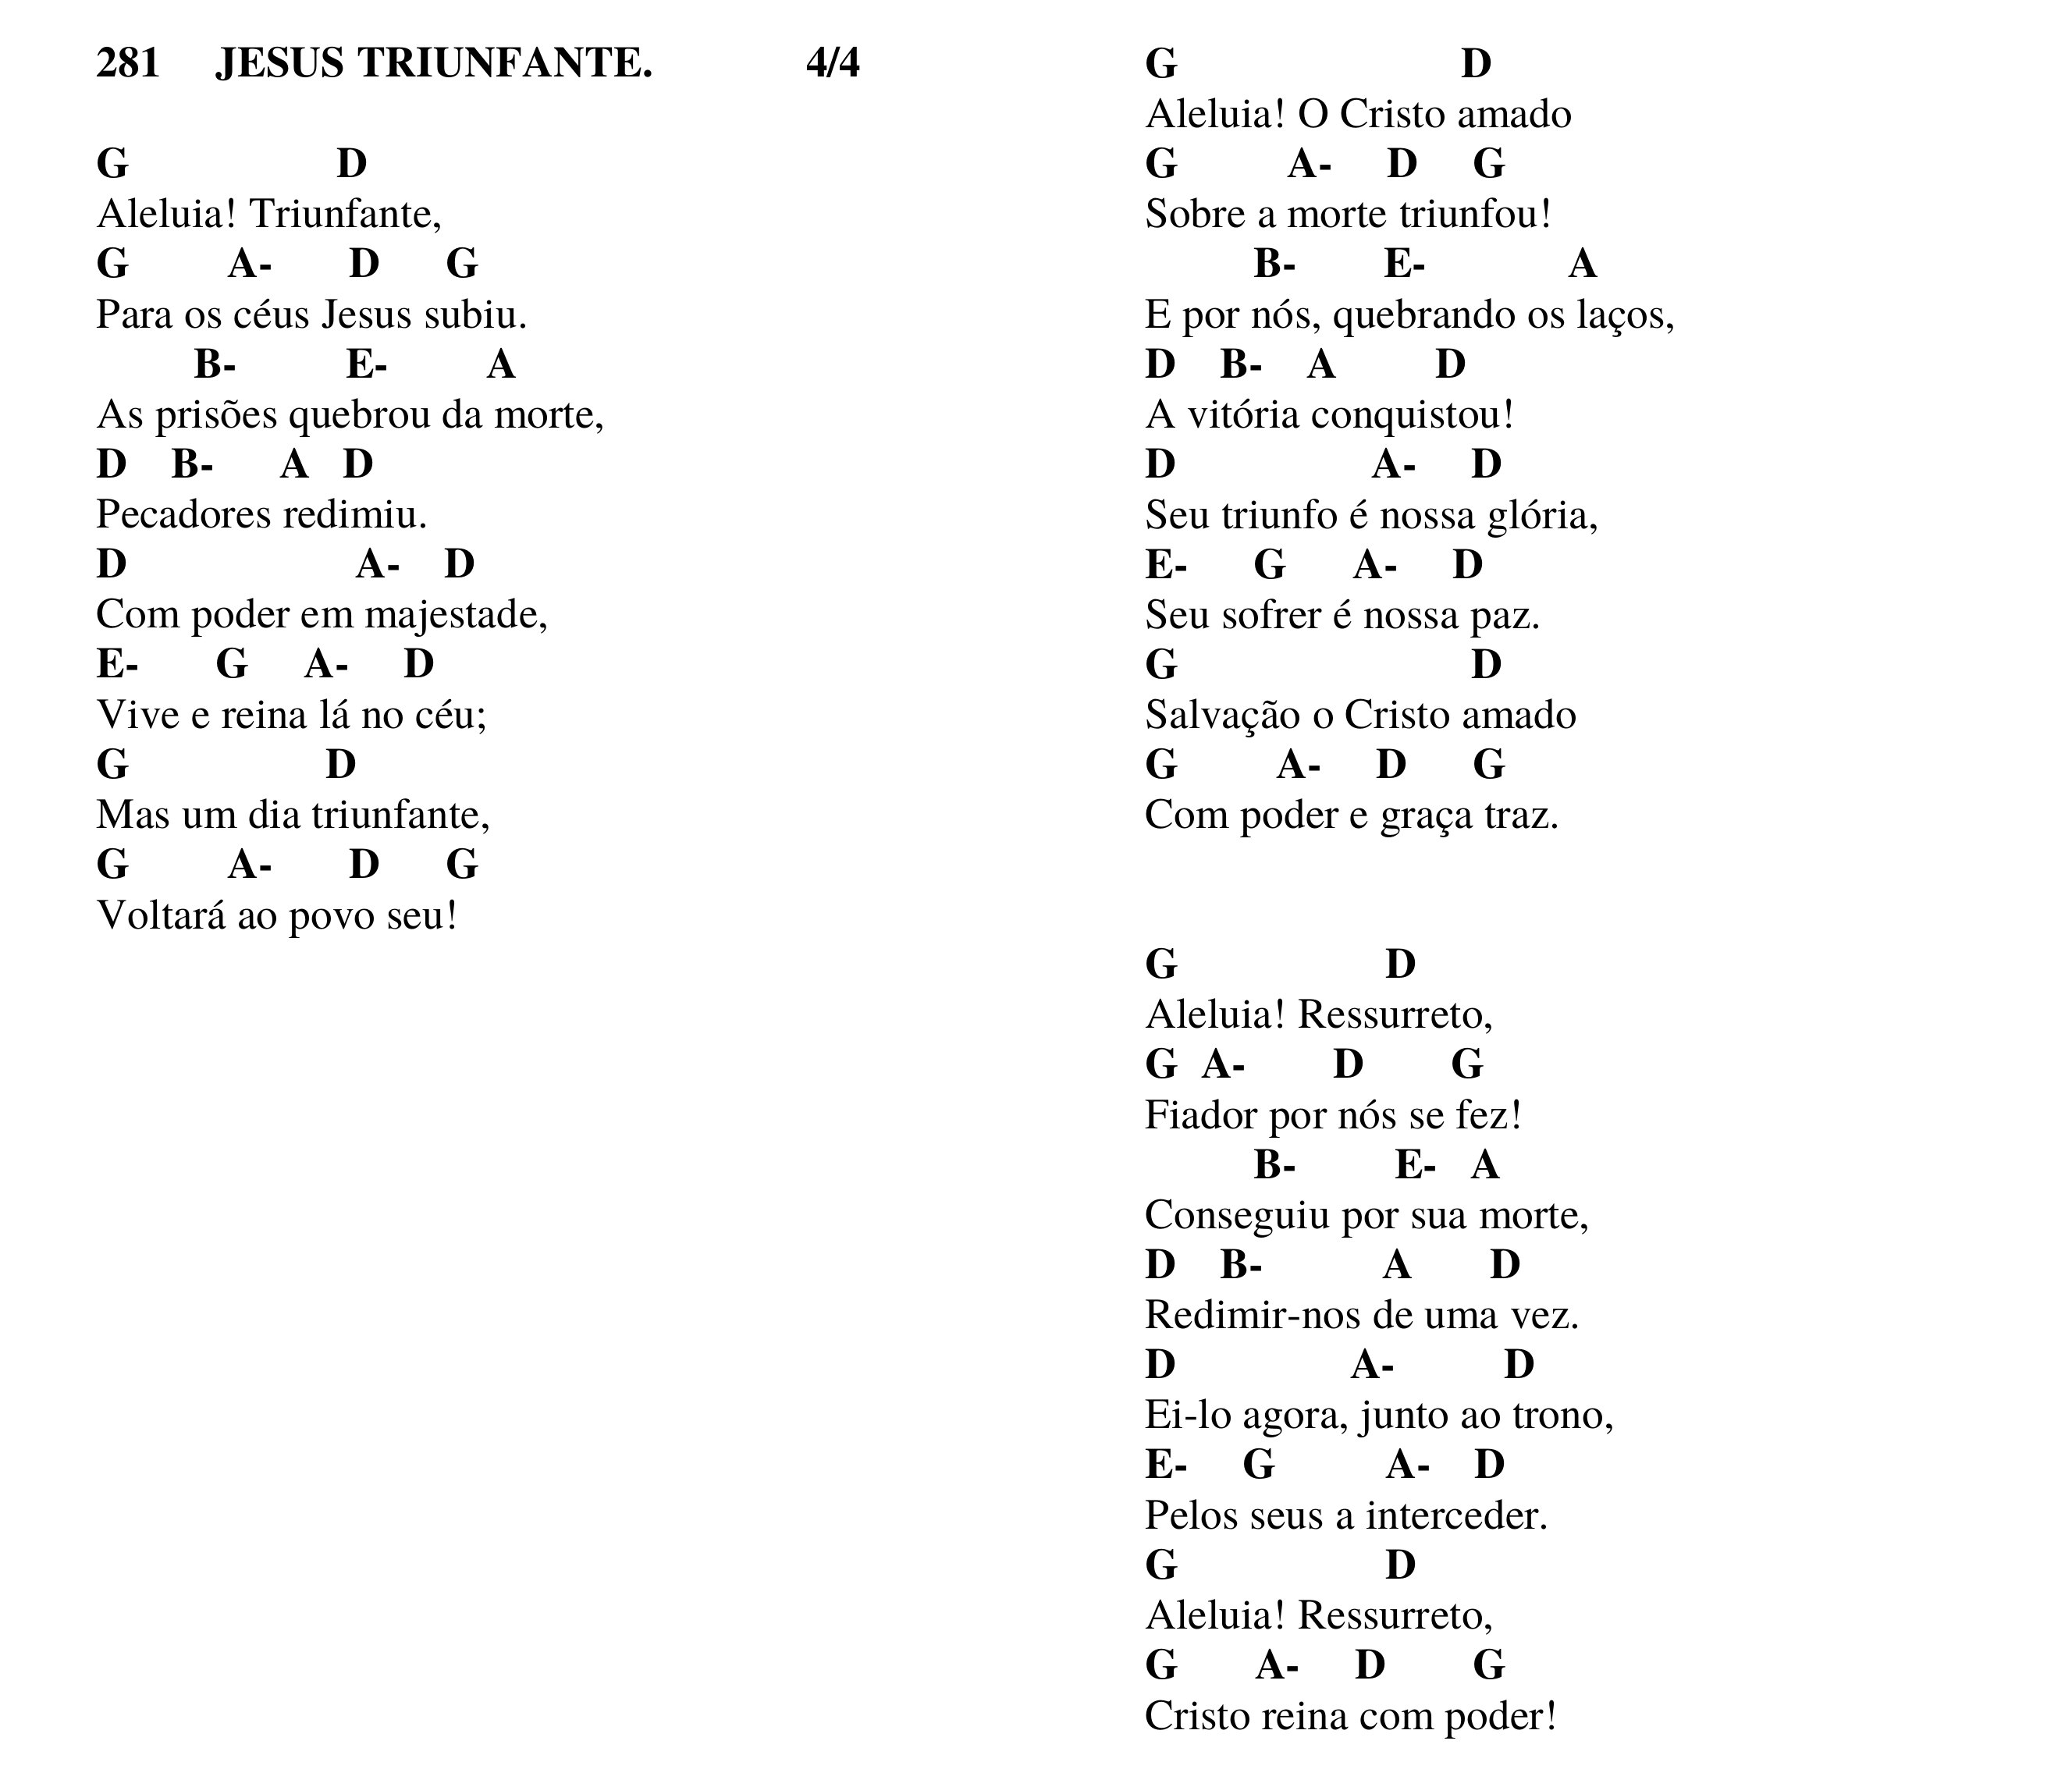 281 JESUS TRIUNFANTE. 4/4
G D
Aleluia! Triunfante,
G A- D G
Para os céus Jesus subiu.
B- E- A
As prisões quebrou da morte,
D B- A D
Pecadores redimiu.
D A- D
Com poder em majestade,
E- G A- D
Vive e reina lá no céu;
G D
Mas um dia triunfante,
G A- D G
Voltará ao povo seu!
G D
Aleluia! O Cristo amado
G A- D G
Sobre a morte triunfou!
B- E- A
E por nós, quebrando os laços,
D B- A D
A vitória conquistou!
D A- D
Seu triunfo é nossa glória,
E- G A- D
Seu sofrer é nossa paz.
G D
Salvação o Cristo amado
G A- D G
Com poder e graça traz.
G D
Aleluia! Ressurreto,
G A- D G
Fiador por nós se fez!
B- E- A
Conseguiu por sua morte,
D B- A D
Redimir-nos de uma vez.
D A- D
Ei-lo agora, junto ao trono,
E- G A- D
Pelos seus a interceder.
G D
Aleluia! Ressurreto,
G A- D G
Cristo reina com poder!